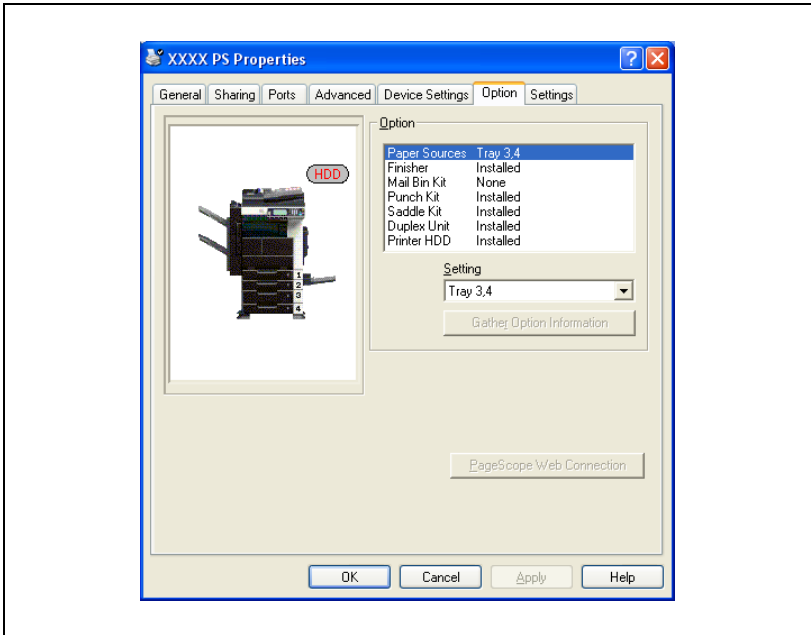 XXXX PS Properties
General Sharing Ports Advanced Device Settings Option Settings
HDD
1
2
3
4
Option
Paper Sources Tray 3,4
Finisher Installed
Mail Bin Kit None
Punch Kit Installed
Saddle Kit Installed
Duplex Unit Installed
Printer HDD Installed
Setting
Tray 3,4
Gather Option Information
PageScope Web Connection
OK Cancel Apply Help